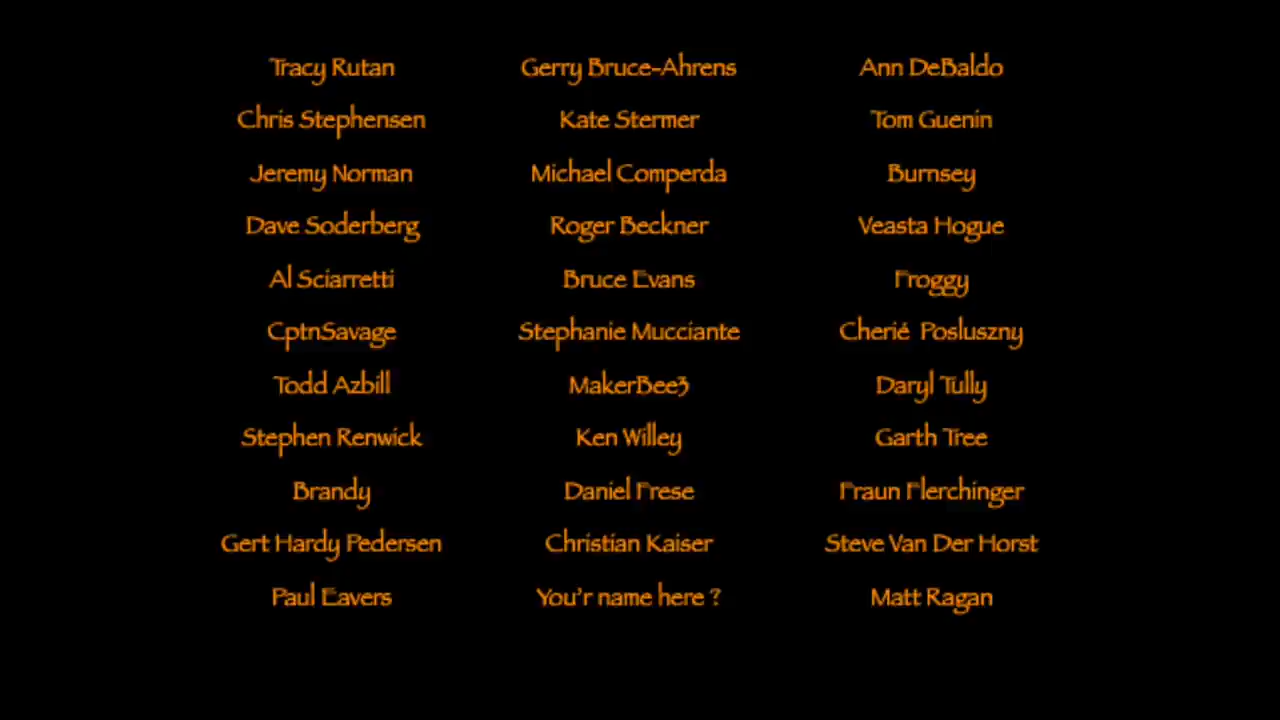 Tracy Rutan Gerry Bruce-Ahrens Ann DeBaldo
Chris Stephensen Kate Stermer Tom Guenin
Jeremy Norman Michael Comperda Burnsey
Dave Soderberg Roger Beckner Veasta Hogue
Al Sciarretti Bruce Evans Froggy
CptnSavage Stephanie Mucciante Cherié Posluszny
Todd Azbill MakerBee3 Daryl Tully
Stephen Renwick Ken Willey Garth Tree
Brandy Daniel Frese Fraun Flerchinger
Gert Hardy Pedersen Christian Kaiser Steve Van Der Horst
Paul Eavers You'r name here ? Matt Ragan